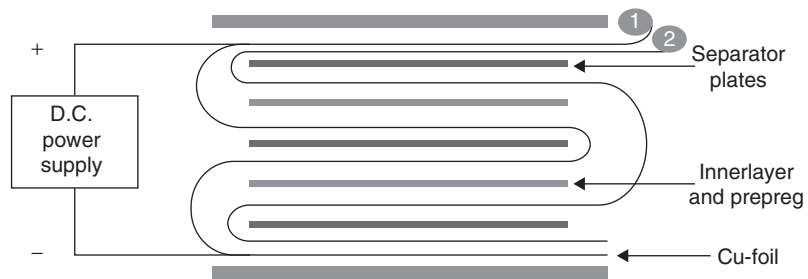 1
2
+
Separator
plates
D.C.
power
supply
Innerlayer
and prepreg
−
Cu-foil